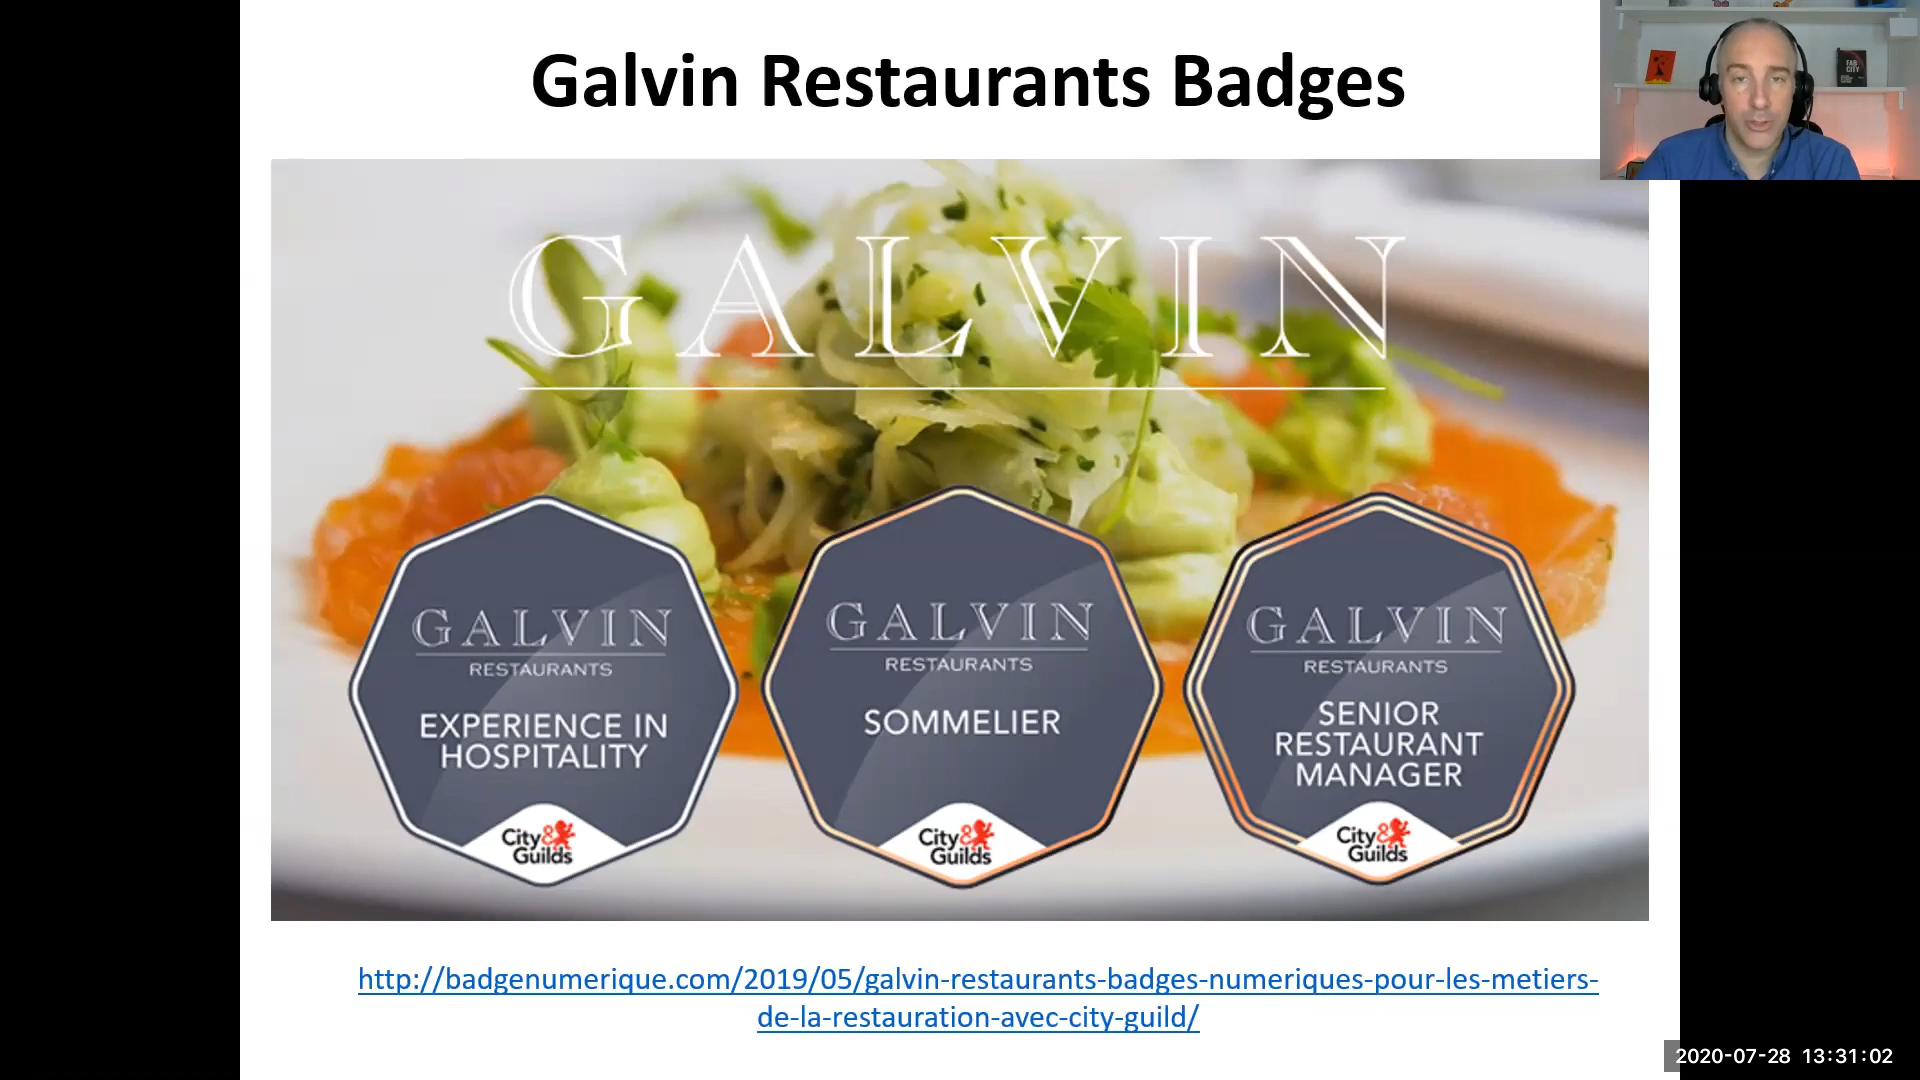 Galvin Restaurants Badges
FAB
CITY
GALVIN
GALVIN
RESTAURANTS
EXPERIENCE IN
HOSPITALITY
City&
Guilds
GALVIN
RESTAURANTS
SOMMELIER
City&
Guilds
GALVIN
RESTAURANTS
SENIOR
RESTAURANT
MANAGER
City&
Guilds
http://badgenumerique.com/2019/05/galvin-restaurants-badges-numeriques-pour-les-metiers-
de-la-restauration-avec-city-guild/
2020-07-28 13:31:02